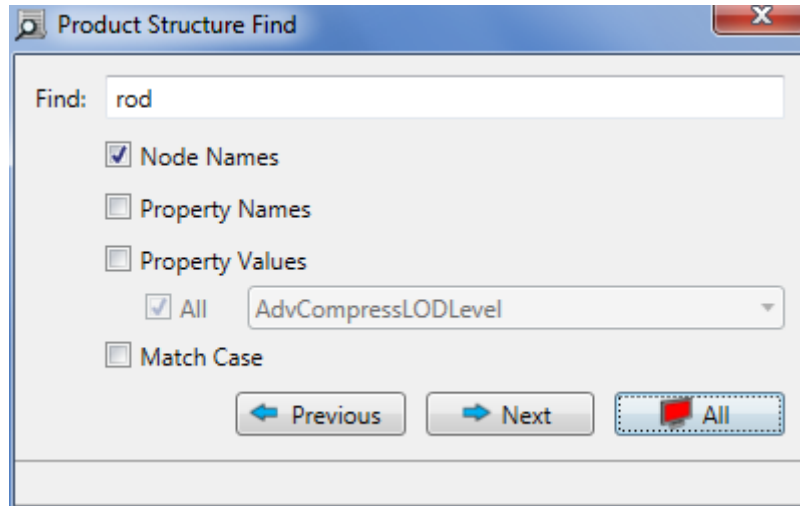 Product Structure Find
Find: rod
Node Names
Property Names
Property Values
All AdvCompressLODLevel
Match Case
Previous Next All